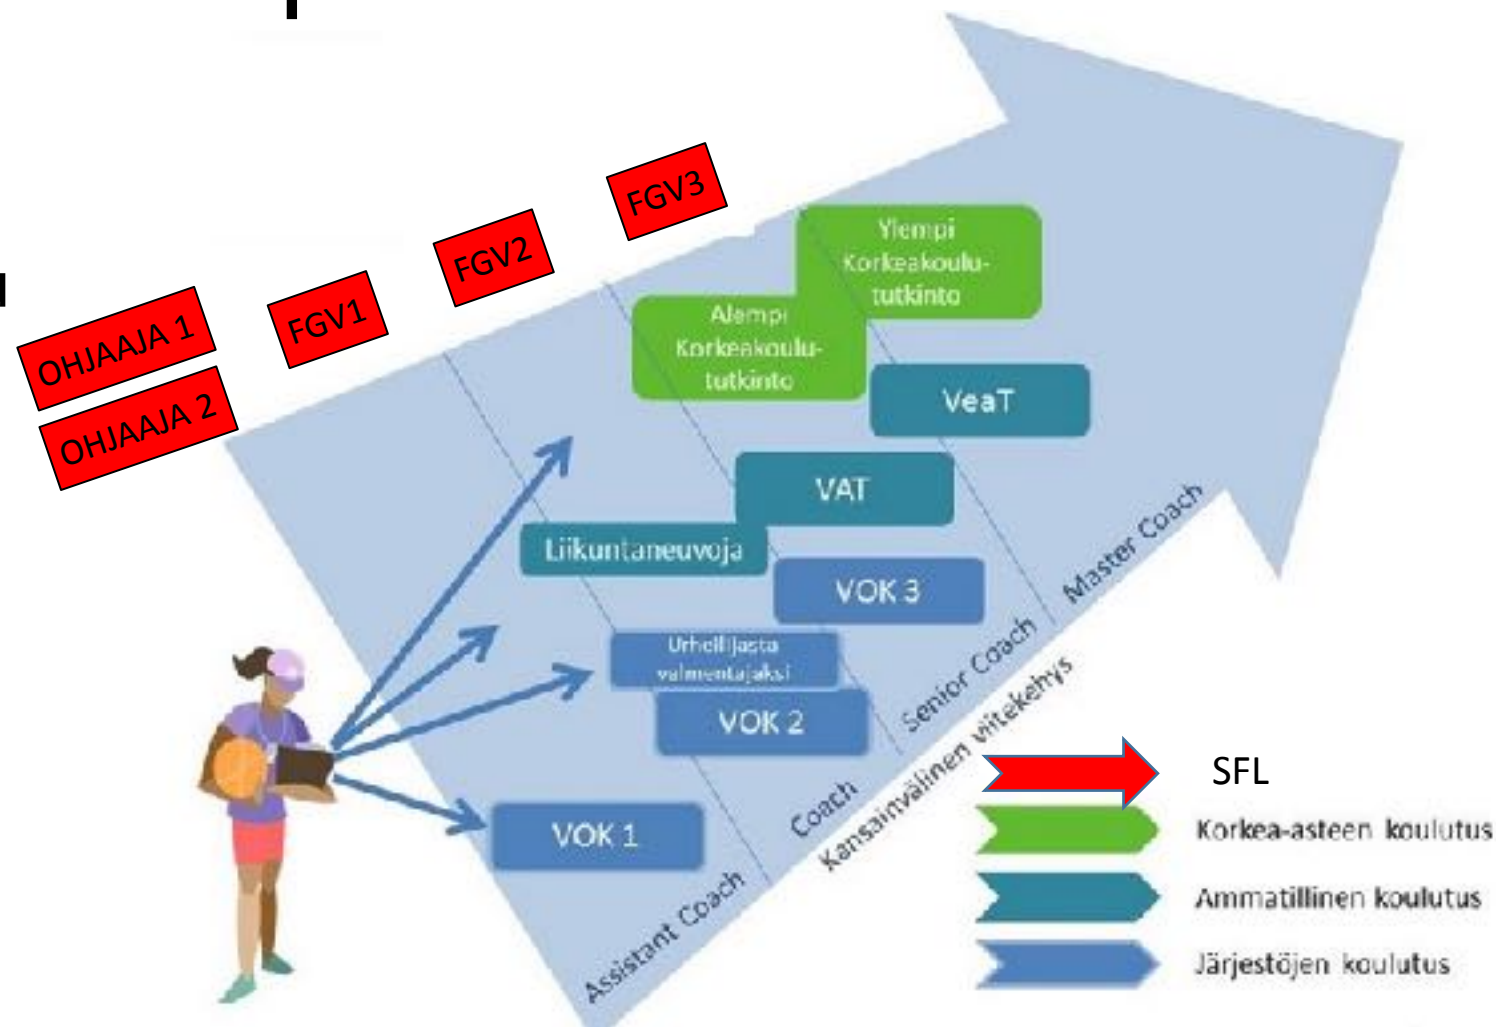 FGV3
FGV2
FGV1
OHJAAJA 1
OHJAAJA 2
Ylempi
Korkeakoulu-
tutkinto
Alempi
Korkeakoulu-
tutkinto
VeaT
VAT
Liikuntaneuvoja
VOK 3
Urheilijasta
valmentajaksi
VOK 2
VOK 1
Assistant Coach
Coach
Senior Coach
Master Coach
Kansainvälinen viitekehys
SFL
Korkea-asteen koulutus
Ammatillinen koulutus
Järjestöjen koulutus